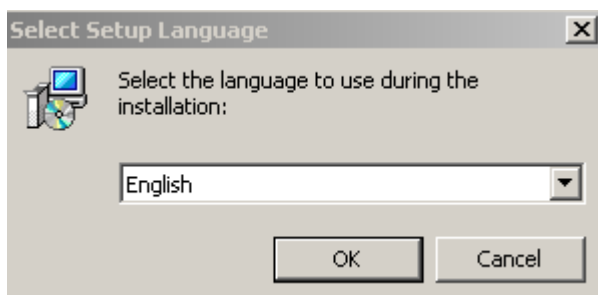 Select Setup Language
Select the language to use during the
installation:
English
OK
Cancel